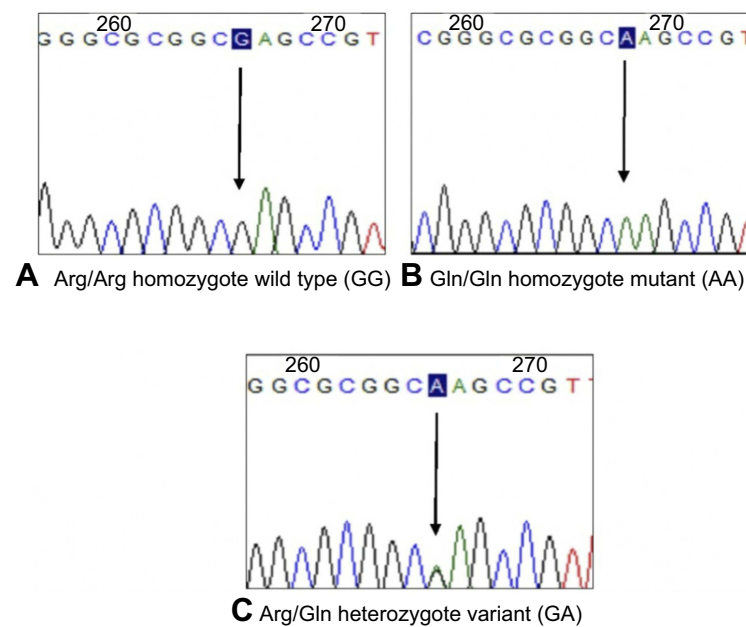 260 270
GGGCGCGGCGAGCCGT
A Arg/Arg homozygote wild type (GG)
260 270
CGGGCGCGGCAAGCCGT
B Gln/Gln homozygote mutant (AA)
260 270
GGCGCGGCAAGCCGT
C Arg/Gln heterozygote variant (GA)